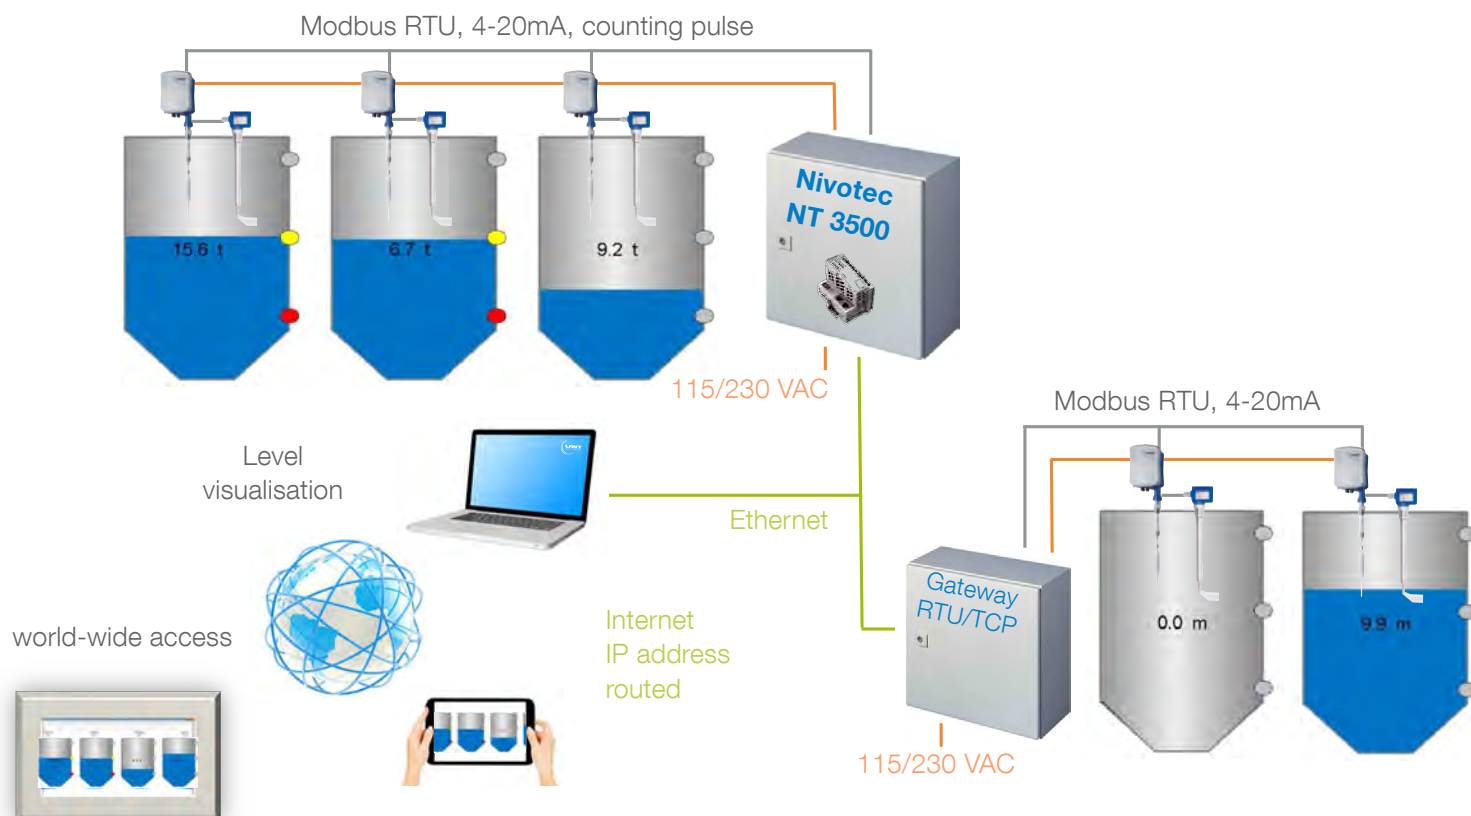 Modbus RTU, 4-20mA, counting pulse
15.6 t
6.7 t
9.2 t
Nivotec
NT 3500
115/230 VAC
Modbus RTU, 4-20mA
Level
visualisation
UWT
Ethernet
Gateway
RTU/TCP
0.0 m
9.9 m
world-wide access
Internet
IP address
routed
115/230 VAC